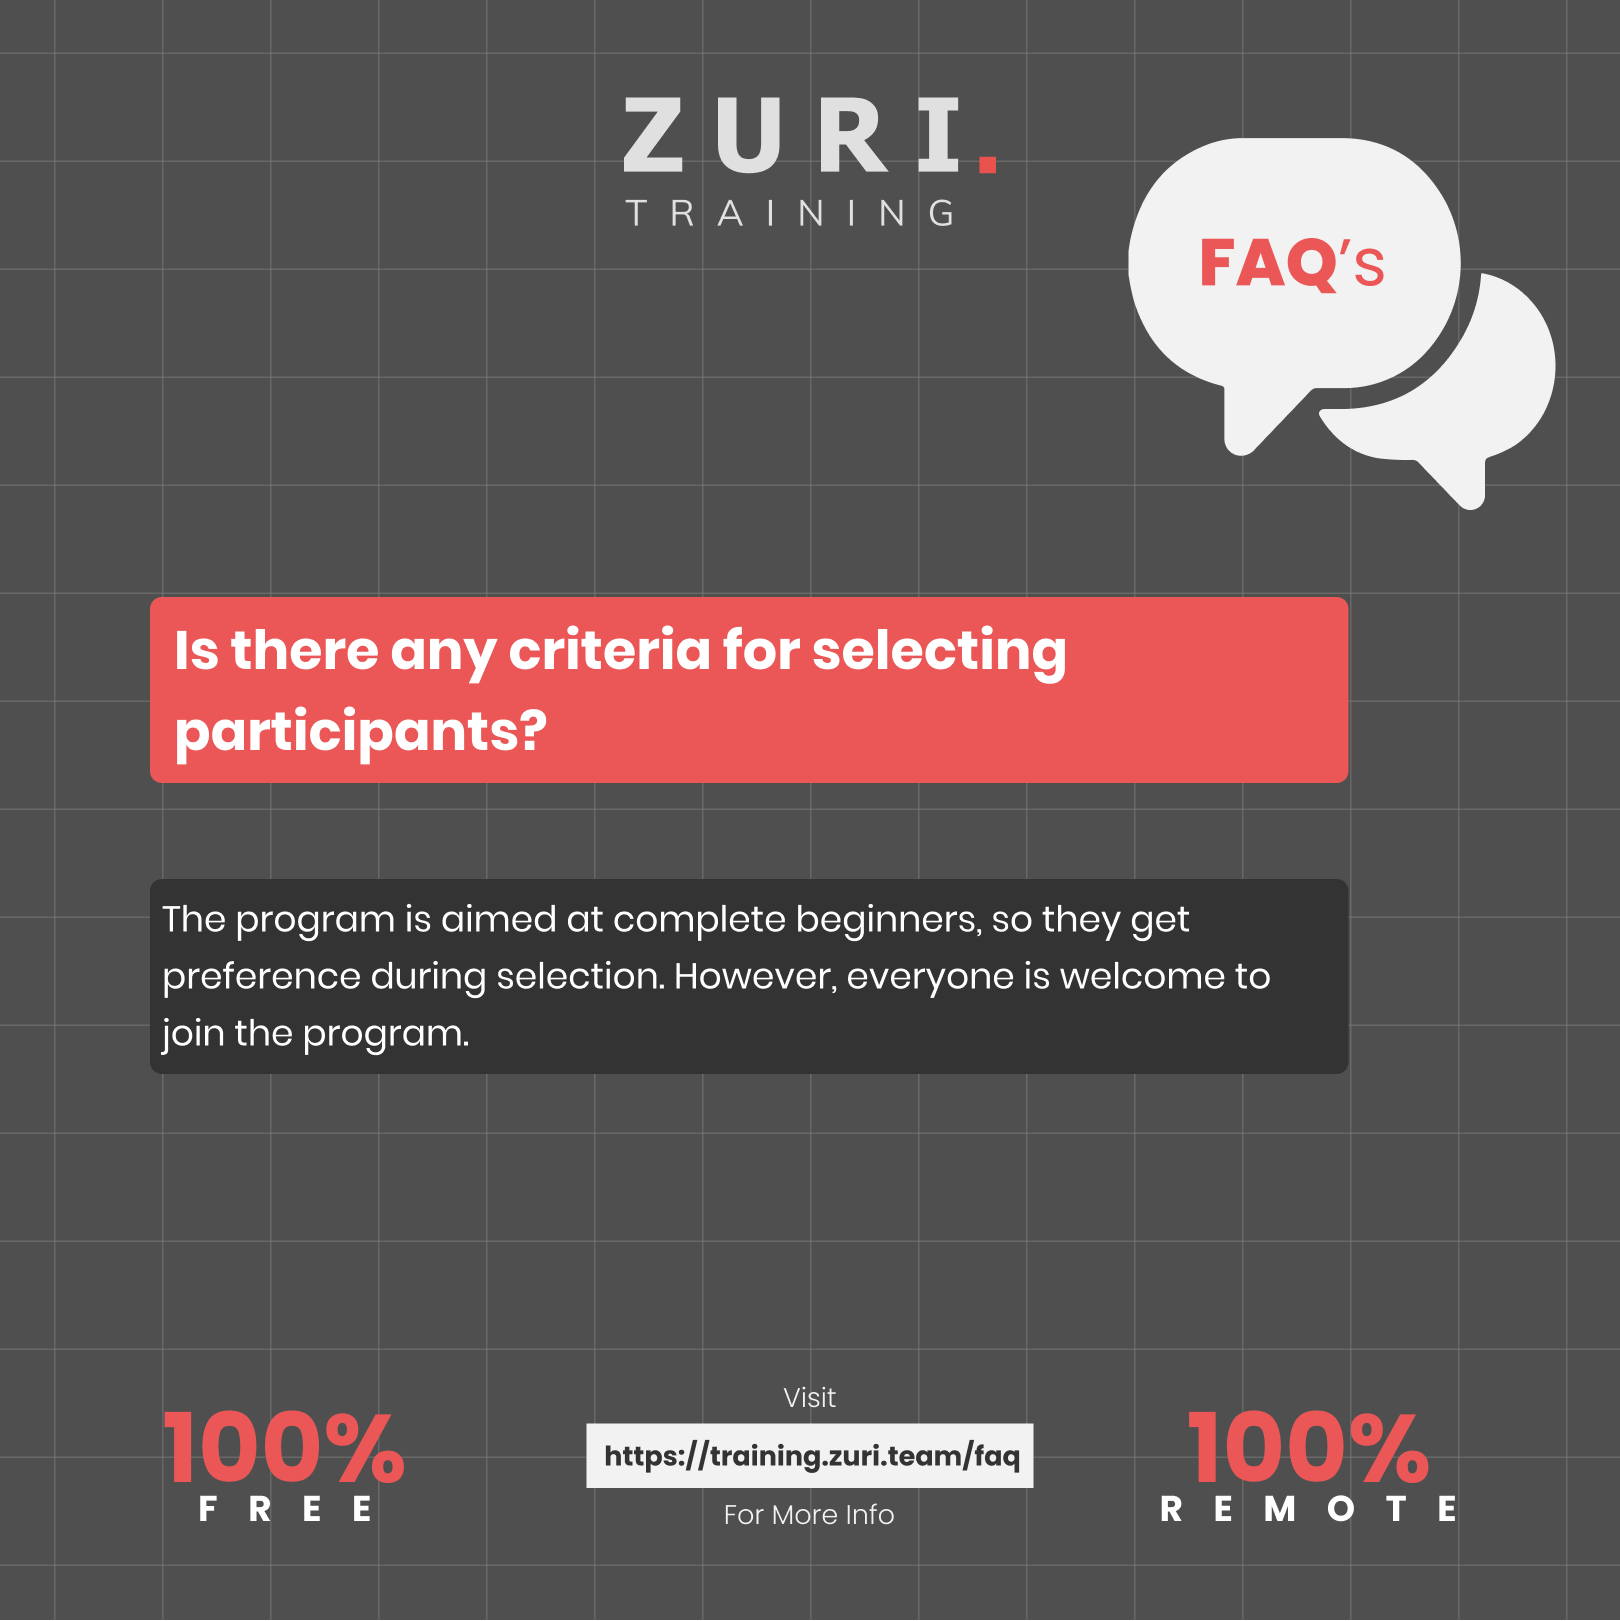 ZURI.
TRAINING
FAQ's
Is there any criteria for selecting
participants?
The program is aimed at complete beginners, so they get
preference during selection. However, everyone is welcome to
join the program.
100%
FREE
Visit
https://training.zuri.team/faq
For More Info
100%
REMOTE